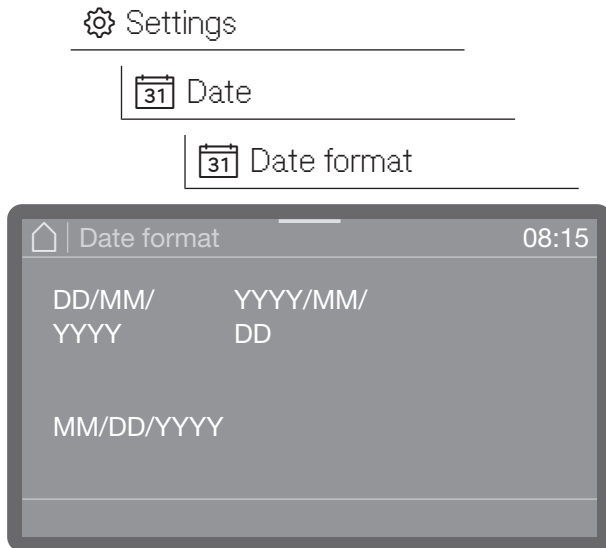 Settings
31 Date
31 Date format
Date format 08:15
DD/MM/ YYYY/MM/
YYYY DD
MM/DD/YYYY